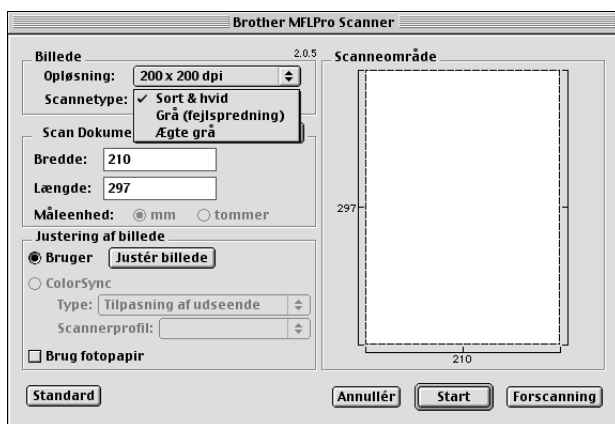 Brother MFLPro Scanner
Billede
2.0.5
Opløsning: 200 x 200 dpi
Scannetype: ✓ Sort & hvid
Grå (fejlspredning)
Ægte grå
Scan Dokume
Bredde: 210
Længde: 297
Måleenhed: mm tommer
Justering af billede
Bruger Justér billede
ColorSync
Type: Tilpasning af udseende
Scannerprofil:
Brug fotopapir
Scanneområde
297
210
Standard
Annullér Start Forscanning